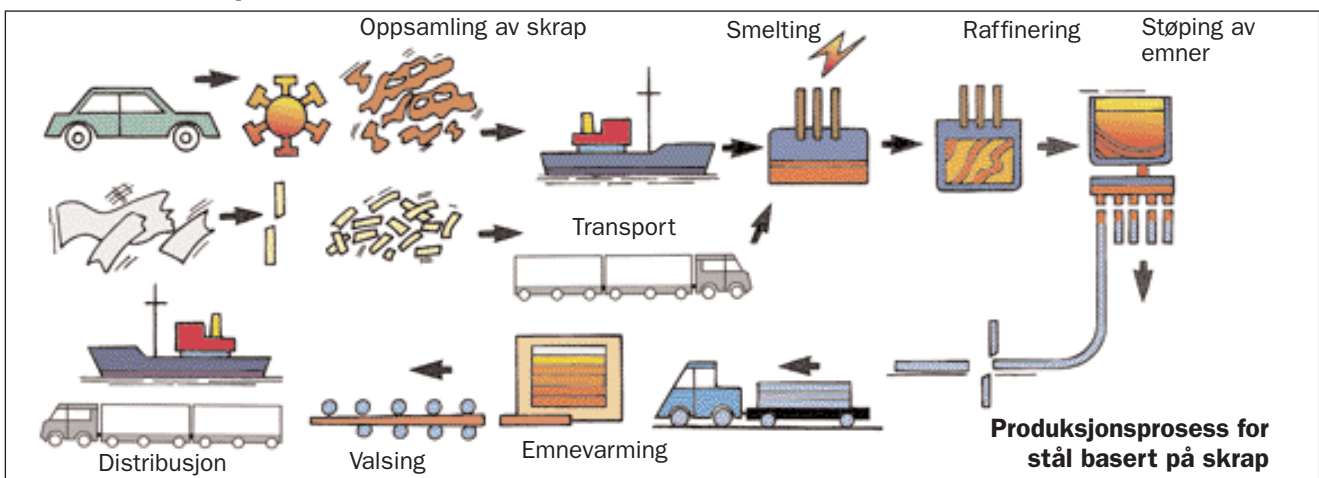 Oppsamling av skrap
Smelting
Raffinering
Støping av
emner
Transport
Distribusjon
Valsing
Emnevarming
Produksjonsprosess for
stål basert på skrap